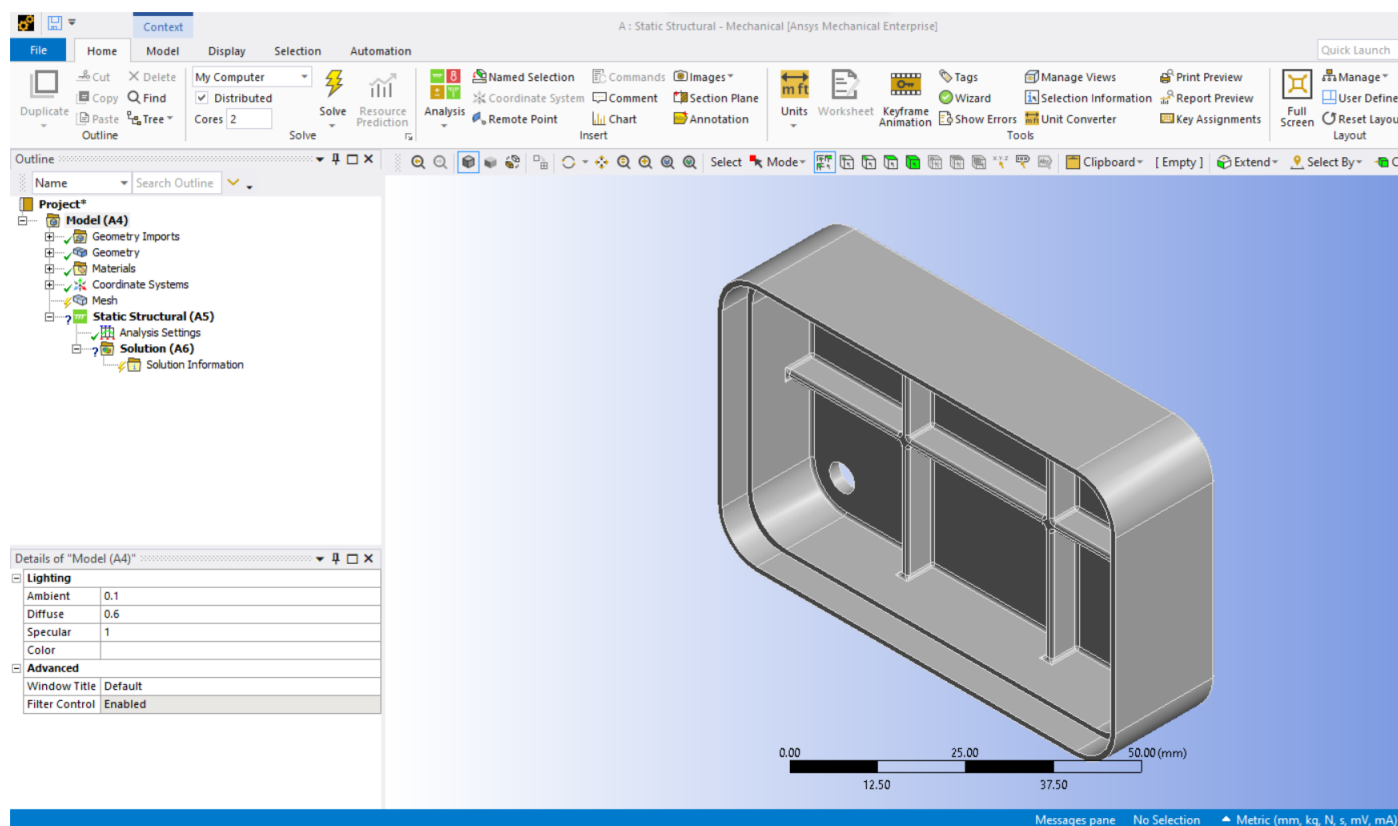 Context
A : Static Structural - Mechanical [Ansys Mechanical Enterprise]
File Home Model Display Selection Automation
Quick Launch
Duplicate
Cut
Copy
Paste
Delete
Find
Tree
Outline
My Computer
Distributed
Cores 2
Solve
Resource Prediction
Solve
Analysis
Named Selection
Coordinate System
Remote Point
Commands
Comment
Chart
Images
Section Plane
Annotation
Insert
Units
Worksheet
Keyframe Animation
Tags
Wizard
Show Errors
Manage Views
Selection Information
Unit Converter
Print Preview
Report Preview
Key Assignments
Tools
Full Screen
Manage
User Define
Reset Layou
Layout
Outline
Name Search Outline
Select Mode Clipboard [ Empty ] Extend Select By
Project*
Model (A4)
Geometry Imports
Geometry
Materials
Coordinate Systems
Mesh
Static Structural (A5)
Analysis Settings
Solution (A6)
Solution Information
Details of "Model (A4)"
Lighting
Ambient 0.1
Diffuse 0.6
Specular 1
Color
Advanced
Window Title Default
Filter Control Enabled
0.00 25.00 50.00 (mm)
12.50 37.50
Messages pane No Selection Metric (mm, kg, N, s, mV, mA)